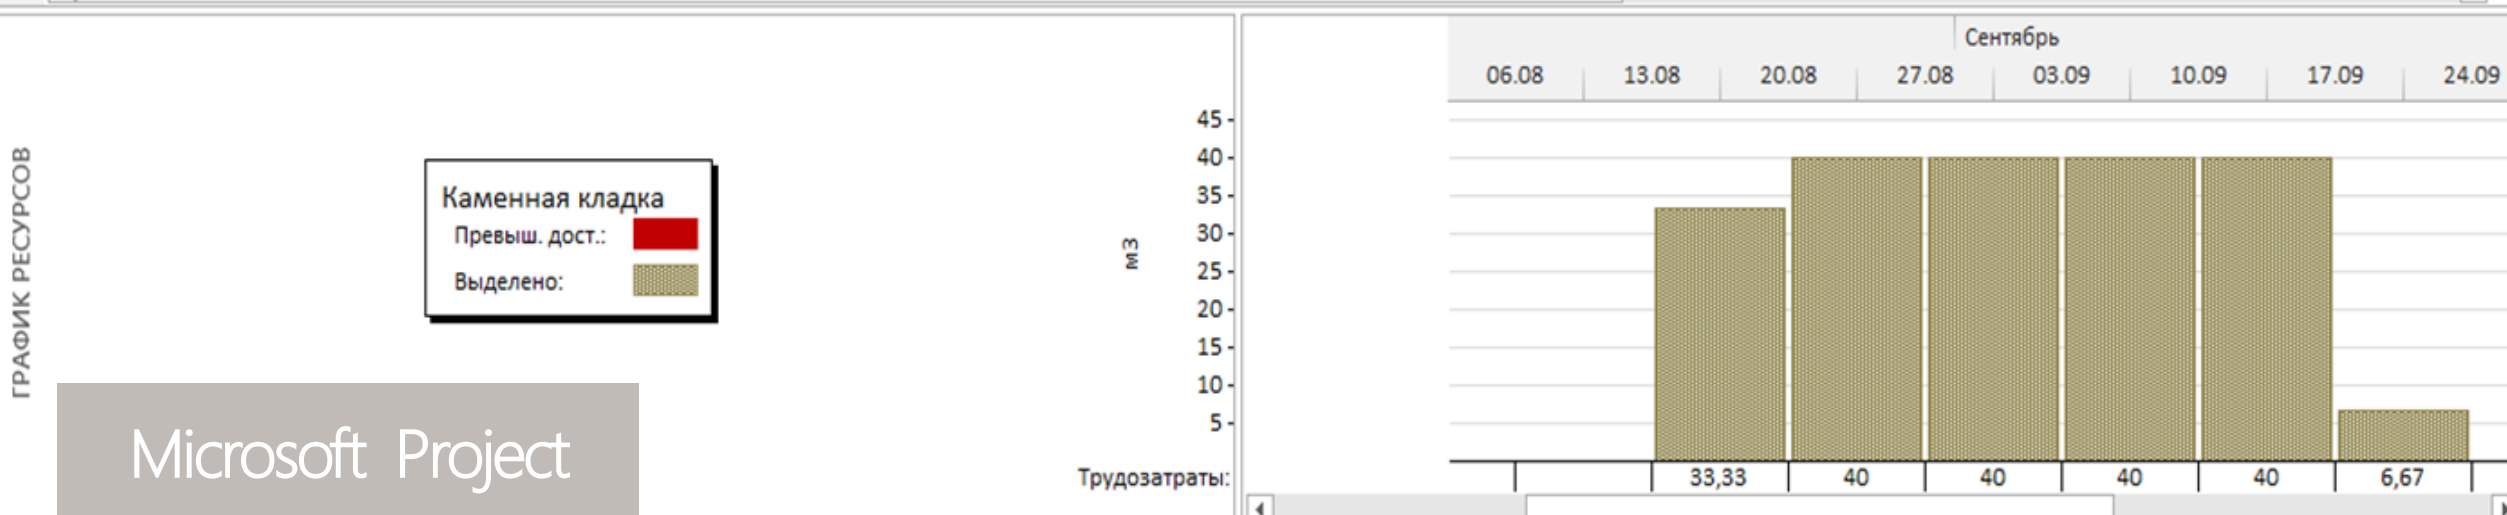 Сентябрь
06.08 13.08 20.08 27.08 03.09 10.09 17.09 24.09
ГРАФИК РЕСУРСОВ
Каменная кладка
Превыш. дост.:
Выделено:
м3
45
40
35
30
25
20
15
10
5
Трудозатраты: 33,33 40 40 40 40 6,67
Microsoft Project